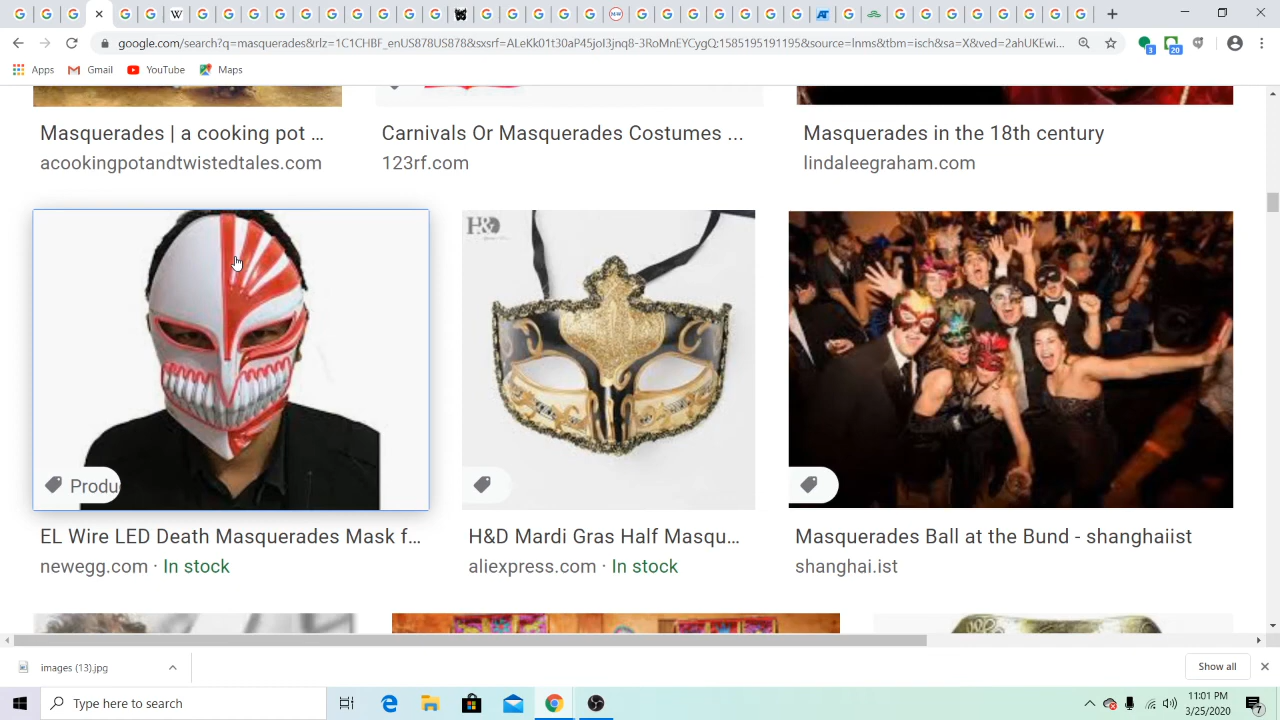 google.com/search?q=masquerades&rlz=1C1CHBF_enUS878US878&sxsrf=ALeKk01t30aP45joI3jnq8-3RoMnEYCygQ:1585195191195&source=lnms&tbm=isch&sa=X&ved=2ahUKEwi...
3
20
Apps
Gmail
YouTube
Maps
Masquerades | a cooking pot ...
acookingpotandtwistedtales.com
Carnivals Or Masquerades Costumes ...
123rf.com
Masquerades in the 18th century
lindaleegraham.com
H&D
Produ
EL Wire LED Death Masquerades Mask f...
newegg.com · In stock
H&D Mardi Gras Half Masqu...
aliexpress.com · In stock
Masquerades Ball at the Bund - shanghaiist
shanghai.ist
images (13).jpg
Show all
Type here to search
11:01 PM
3/25/2020
7